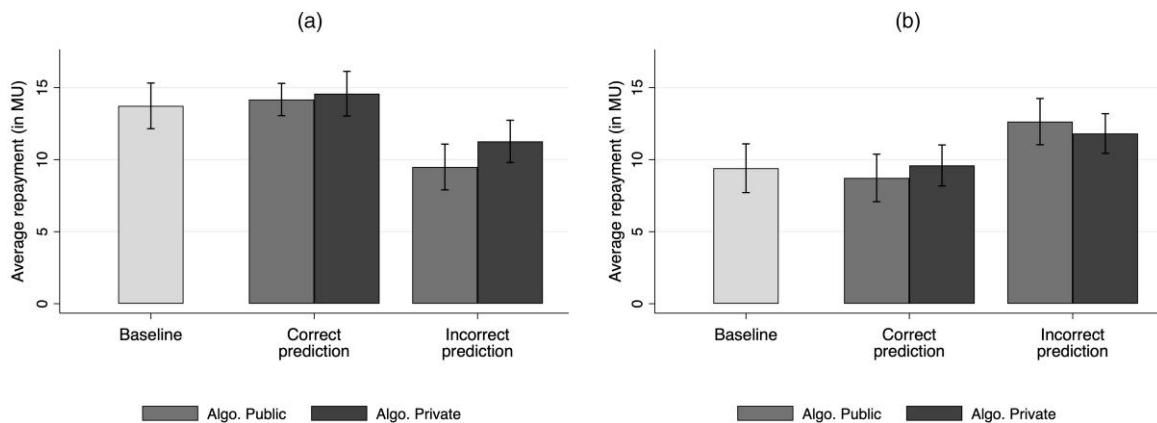 (a)
Average repayment (in MU)
15
10
5
0
Baseline
Correct
prediction
Incorrect
prediction
Algo. Public
Algo. Private
(b)
Average repayment (in MU)
15
10
5
0
Baseline
Correct
prediction
Incorrect
prediction
Algo. Public
Algo. Private